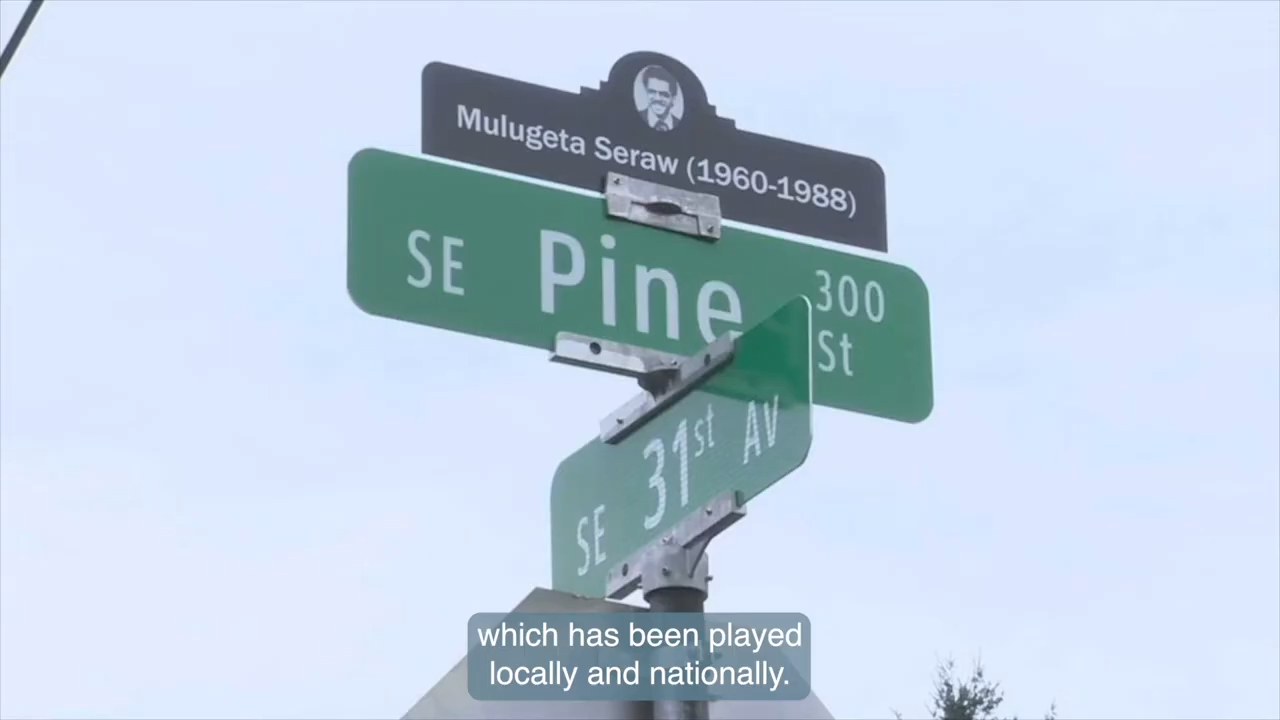 Mulugeta Seraw (1960-1988)
SE Pine 300 St
SE 31st AV
which has been played
locally and nationally.